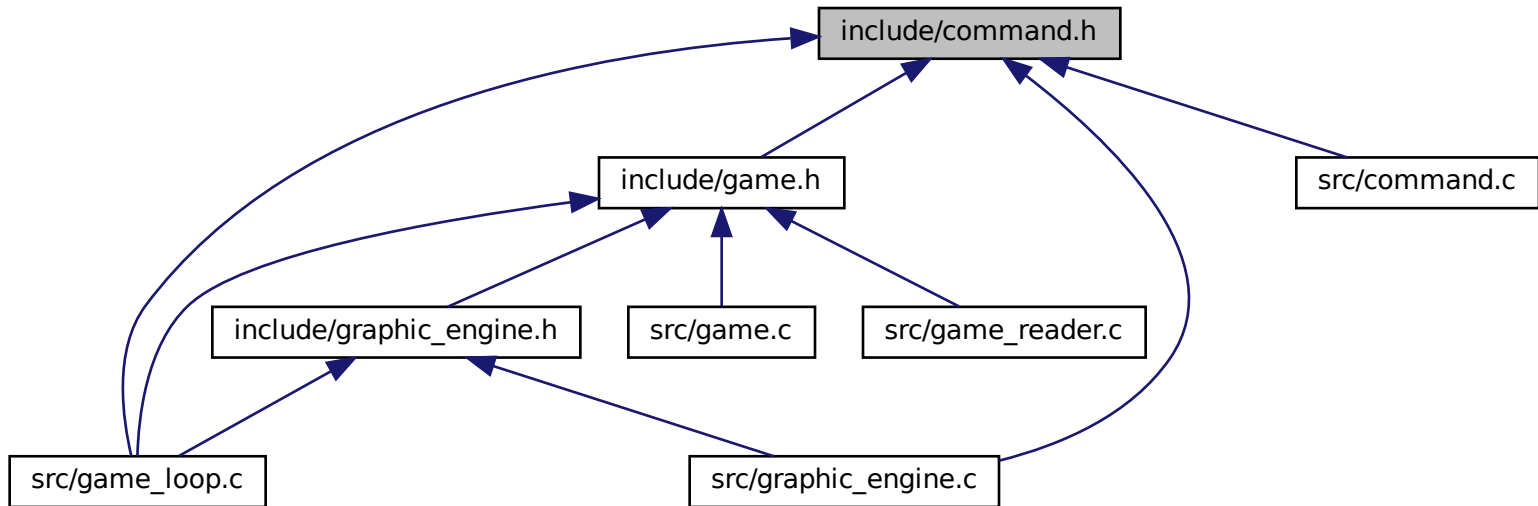 include/command.h
include/game.h
src/command.c
include/graphic_engine.h
src/game.c
src/game_reader.c
src/game_loop.c
src/graphic_engine.c